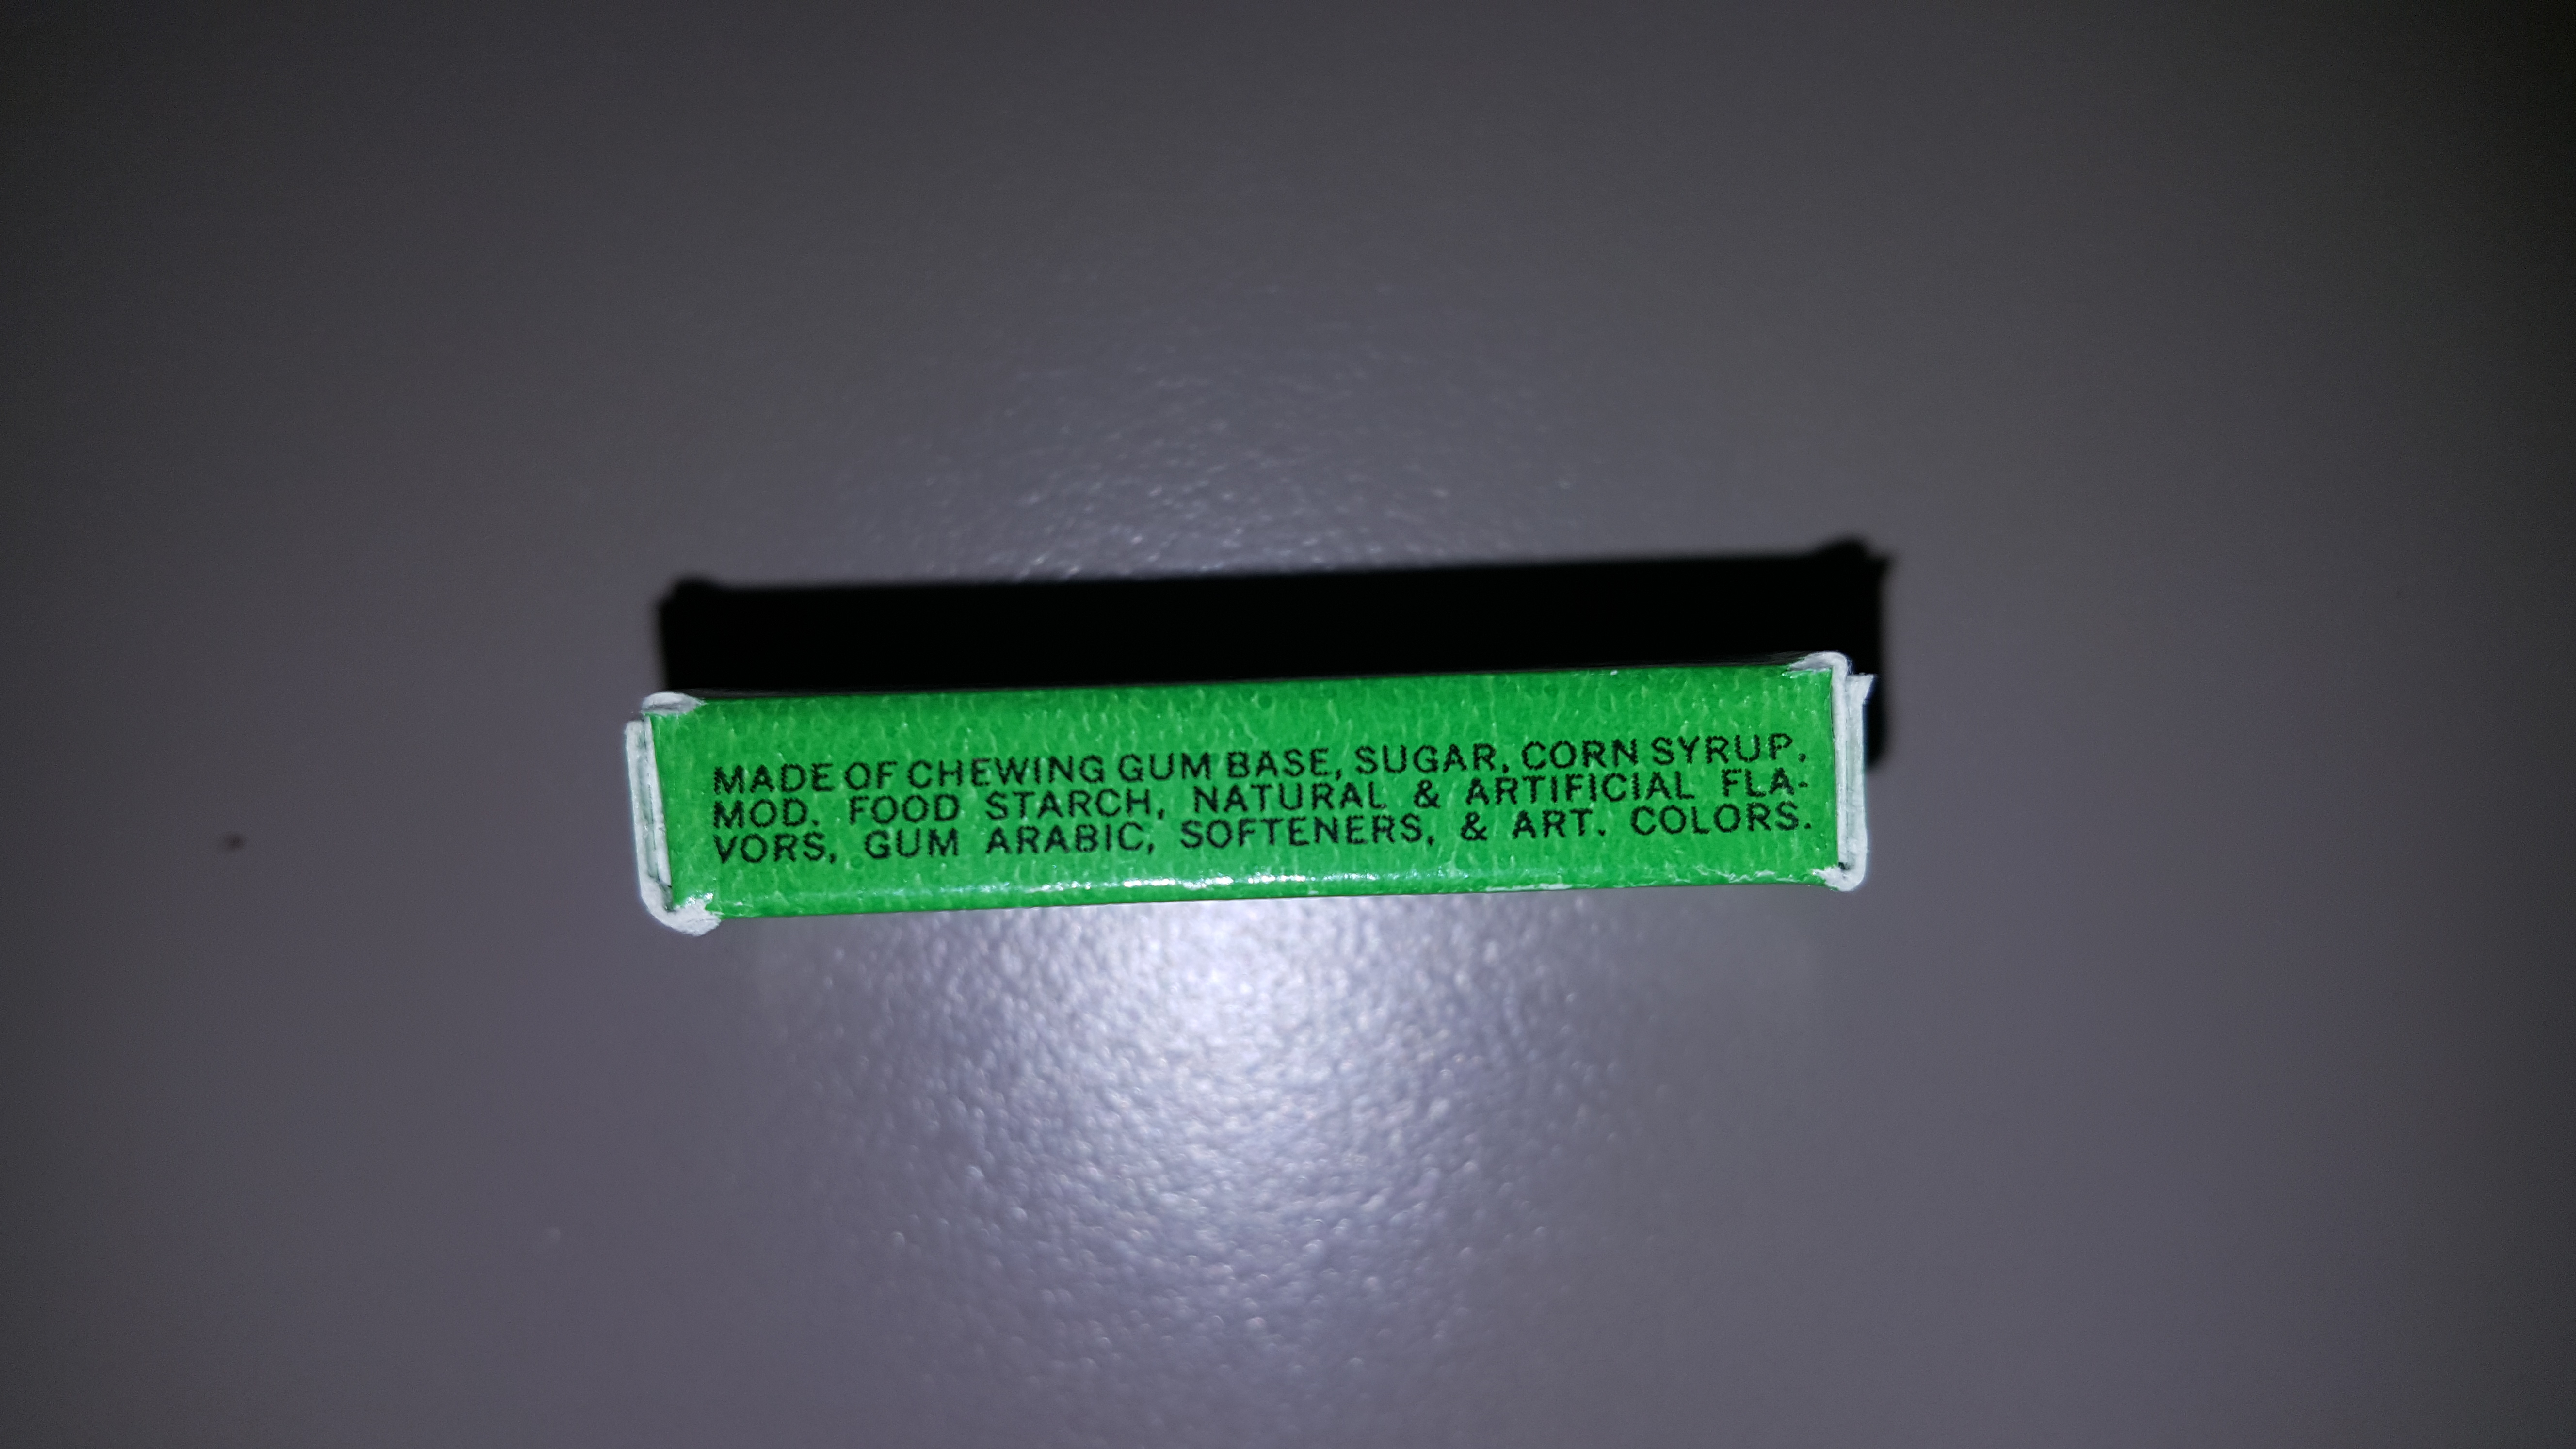 MADE OF CHEWING GUM BASE, SUGAR, CORN SYRUP,
MOD. FOOD STARCH, NATURAL & ARTIFICIAL FLA-
VORS, GUM ARABIC, SOFTENERS, & ART. COLORS.